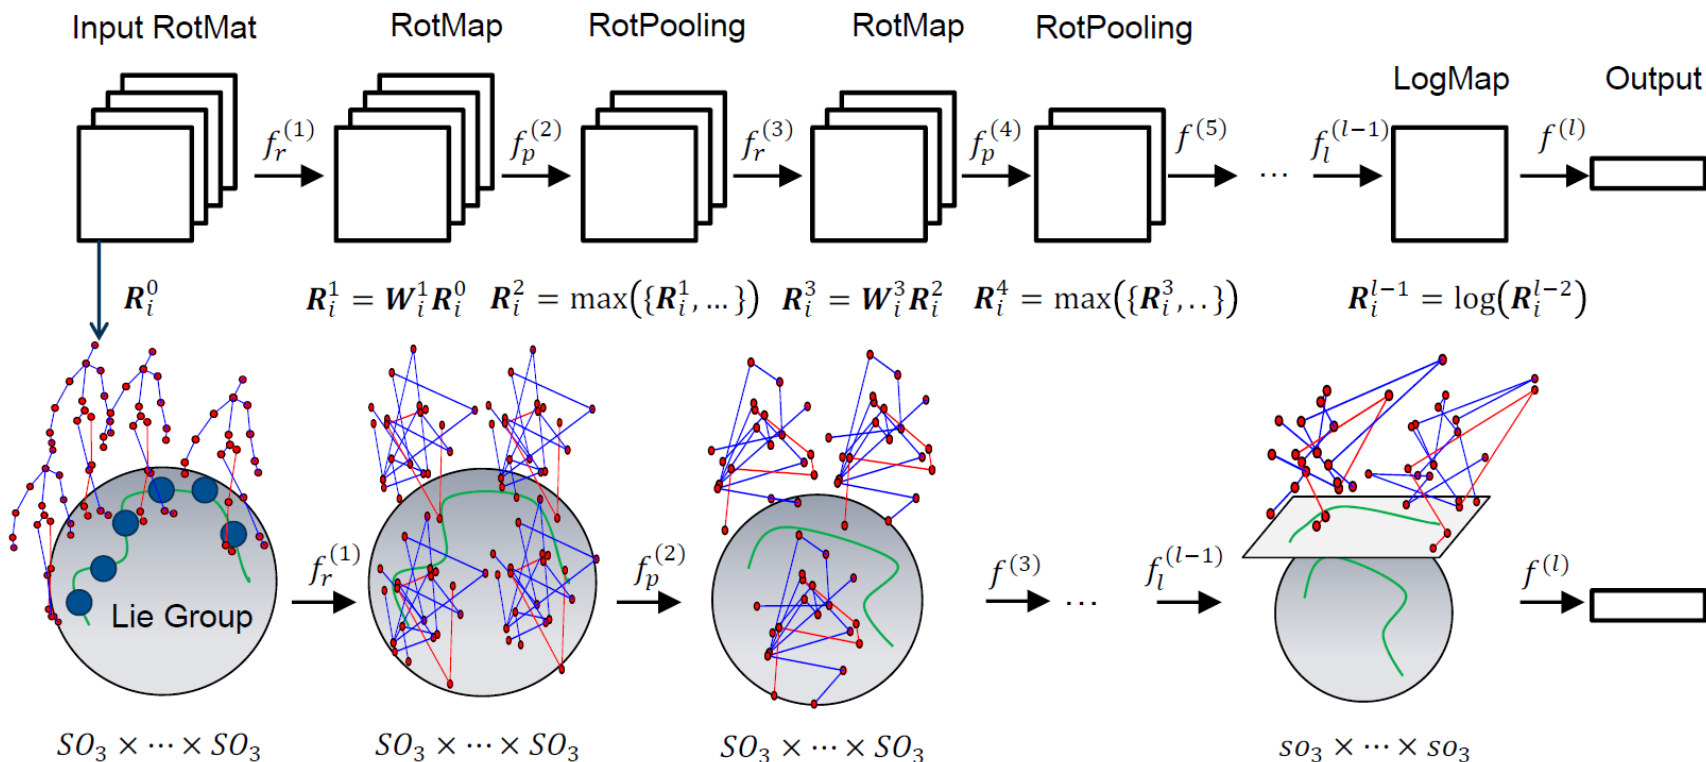 Input RotMat RotMap RotPooling RotMap RotPooling
LogMap Output
f_r^{(1)} f_p^{(2)} f_r^{(3)} f_p^{(4)} f^{(5)} ⋯ f_l^{(l−1)} f^{(l)}
R_i^0 R_i^1 = W_i^1 R_i^0 R_i^2 = max({R_i^1, …}) R_i^3 = W_i^3 R_i^2 R_i^4 = max({R_i^3, ..}) R_i^{l−1} = log(R_i^{l−2})
f_r^{(1)} f_p^{(2)} f^{(3)} ⋯ f_l^{(l−1)} f^{(l)}
Lie Group
SO_3 × ⋯ × SO_3 SO_3 × ⋯ × SO_3 SO_3 × ⋯ × SO_3 so_3 × ⋯ × so_3